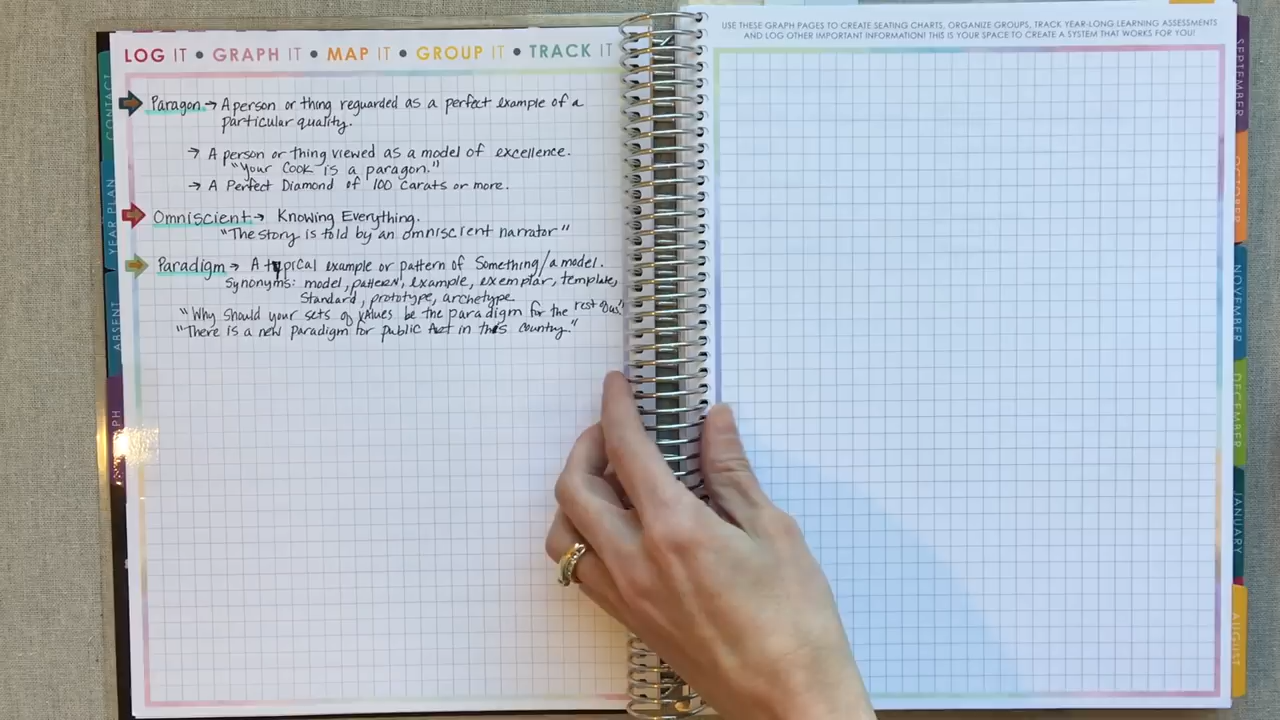 LOG IT • GRAPH IT • MAP IT • GROUP IT • TRACK IT
USE THESE GRAPH PAGES TO CREATE SEATING CHARTS, ORGANIZE GROUPS, TRACK YEAR-LONG LEARNING ASSESSMENTS
AND LOG OTHER IMPORTANT INFORMATION! THIS IS YOUR SPACE TO CREATE A SYSTEM THAT WORKS FOR YOU!
Paragon → A person or thing reguarded as a perfect example of a
particular quality.
→ A person or thing viewed as a model of excellence.
"Your Cook is a paragon."
→ A Perfect Diamond of 100 Carats or more.
Omniscient → Knowing Everything.
"The story is told by an omniscient narrator"
Paradigm → A typical example or pattern of Something/a model.
Synonyms: model, pattern, example, exemplar, template,
Standard, prototype, archetype
"Why Should your sets of values be the paradigm for the rest of us"
"There is a new paradigm for public Art in this country."
CONTACT
YEAR PLAN
ABSENT
SEPTEMBER
OCTOBER
NOVEMBER
DECEMBER
JANUARY
AUGUST